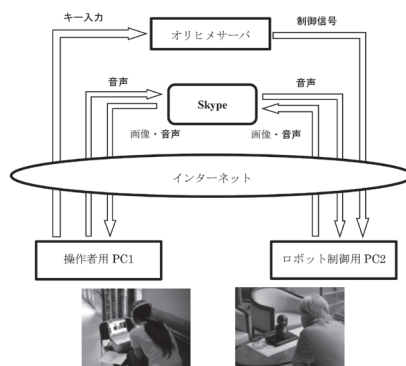 キー入力
オリヒメサーバ
制御信号
音声
Skype
音声
画像・音声
画像・音声
インターネット
操作者用 PC1
ロボット制御用 PC2